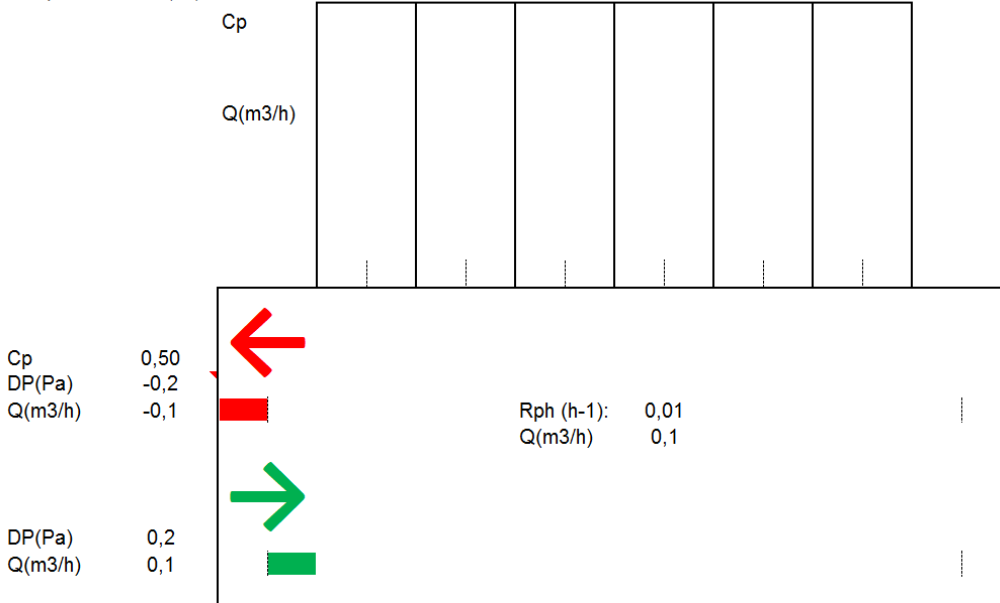 Cp
Q(m3/h)
Cp 0,50
DP(Pa) -0,2
Q(m3/h) -0,1
Rph (h-1): 0,01
Q(m3/h) 0,1
DP(Pa) 0,2
Q(m3/h) 0,1